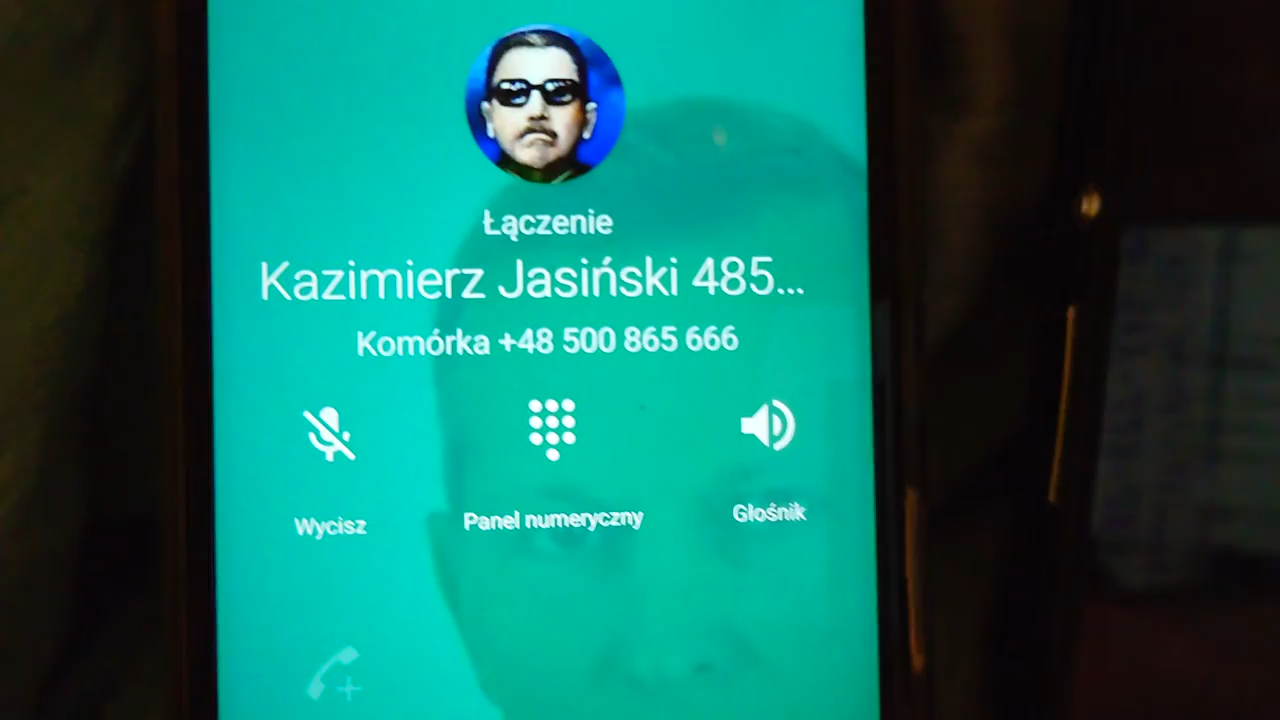 Łączenie
Kazimierz Jasiński 485...
Komórka +48 500 865 666
Wycisz
Panel numeryczny
Głośnik